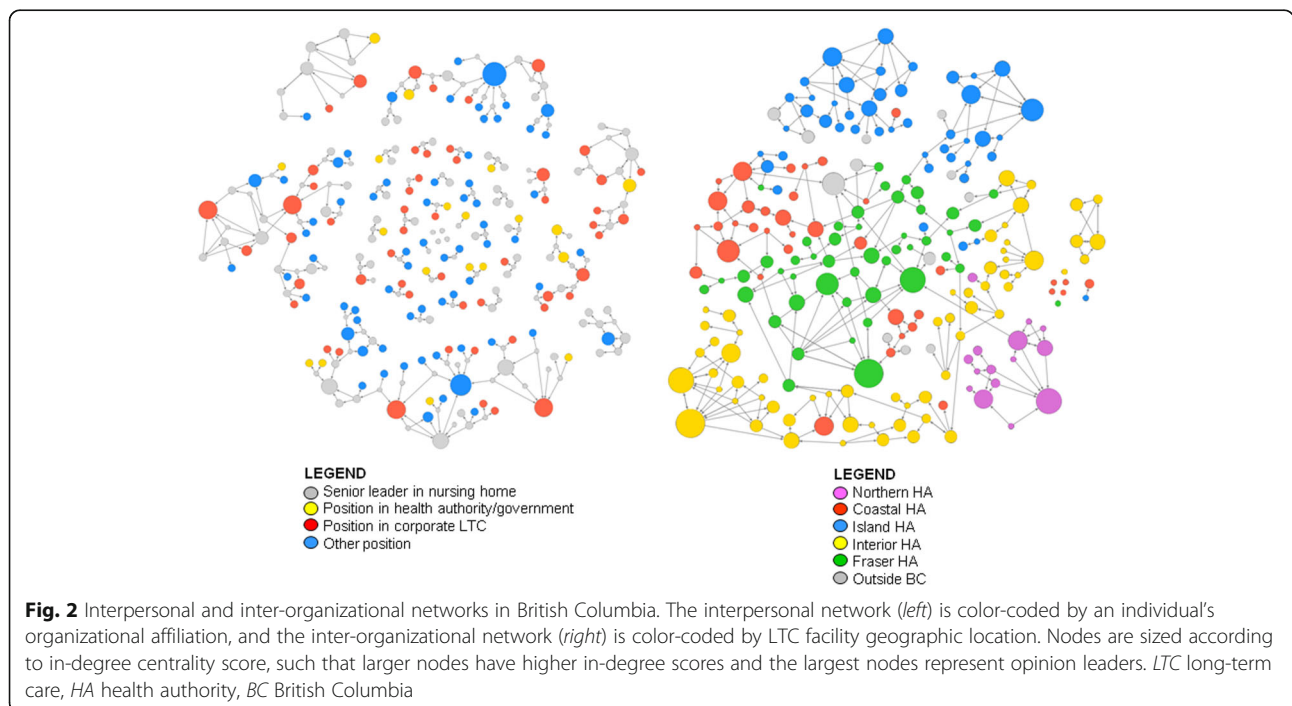 LEGEND
Senior leader in nursing home
Position in health authority/government
Position in corporate LTC
Other position
LEGEND
Northern HA
Coastal HA
Island HA
Interior HA
Fraser HA
Outside BC
Fig. 2 Interpersonal and inter-organizational networks in British Columbia. The interpersonal network (left) is color-coded by an individual's
organizational affiliation, and the inter-organizational network (right) is color-coded by LTC facility geographic location. Nodes are sized according
to in-degree centrality score, such that larger nodes have higher in-degree scores and the largest nodes represent opinion leaders. LTC long-term
care, HA health authority, BC British Columbia